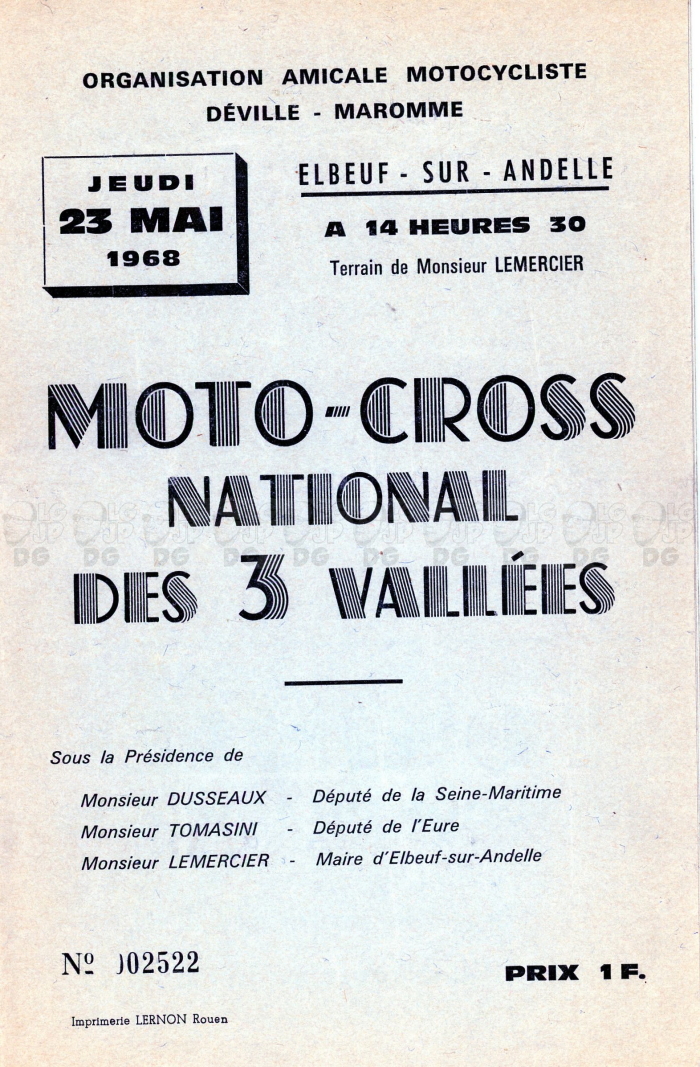 ORGANISATION AMICALE MOTOCYCLISTE
DÉVILLE - MAROMME
JEUDI
23 MAI
1968
ELBEUF - SUR - ANDELLE
A 14 HEURES 30
Terrain de Monsieur LEMERCIER
MOTO-CROSS
NATIONAL
DES 3 VALLÉES
Sous la Présidence de
Monsieur DUSSEAUX - Député de la Seine-Maritime
Monsieur TOMASINI - Député de l'Eure
Monsieur LEMERCIER - Maire d'Elbeuf-sur-Andelle
Nº 002522
PRIX 1 F.
Imprimerie LERNON Rouen